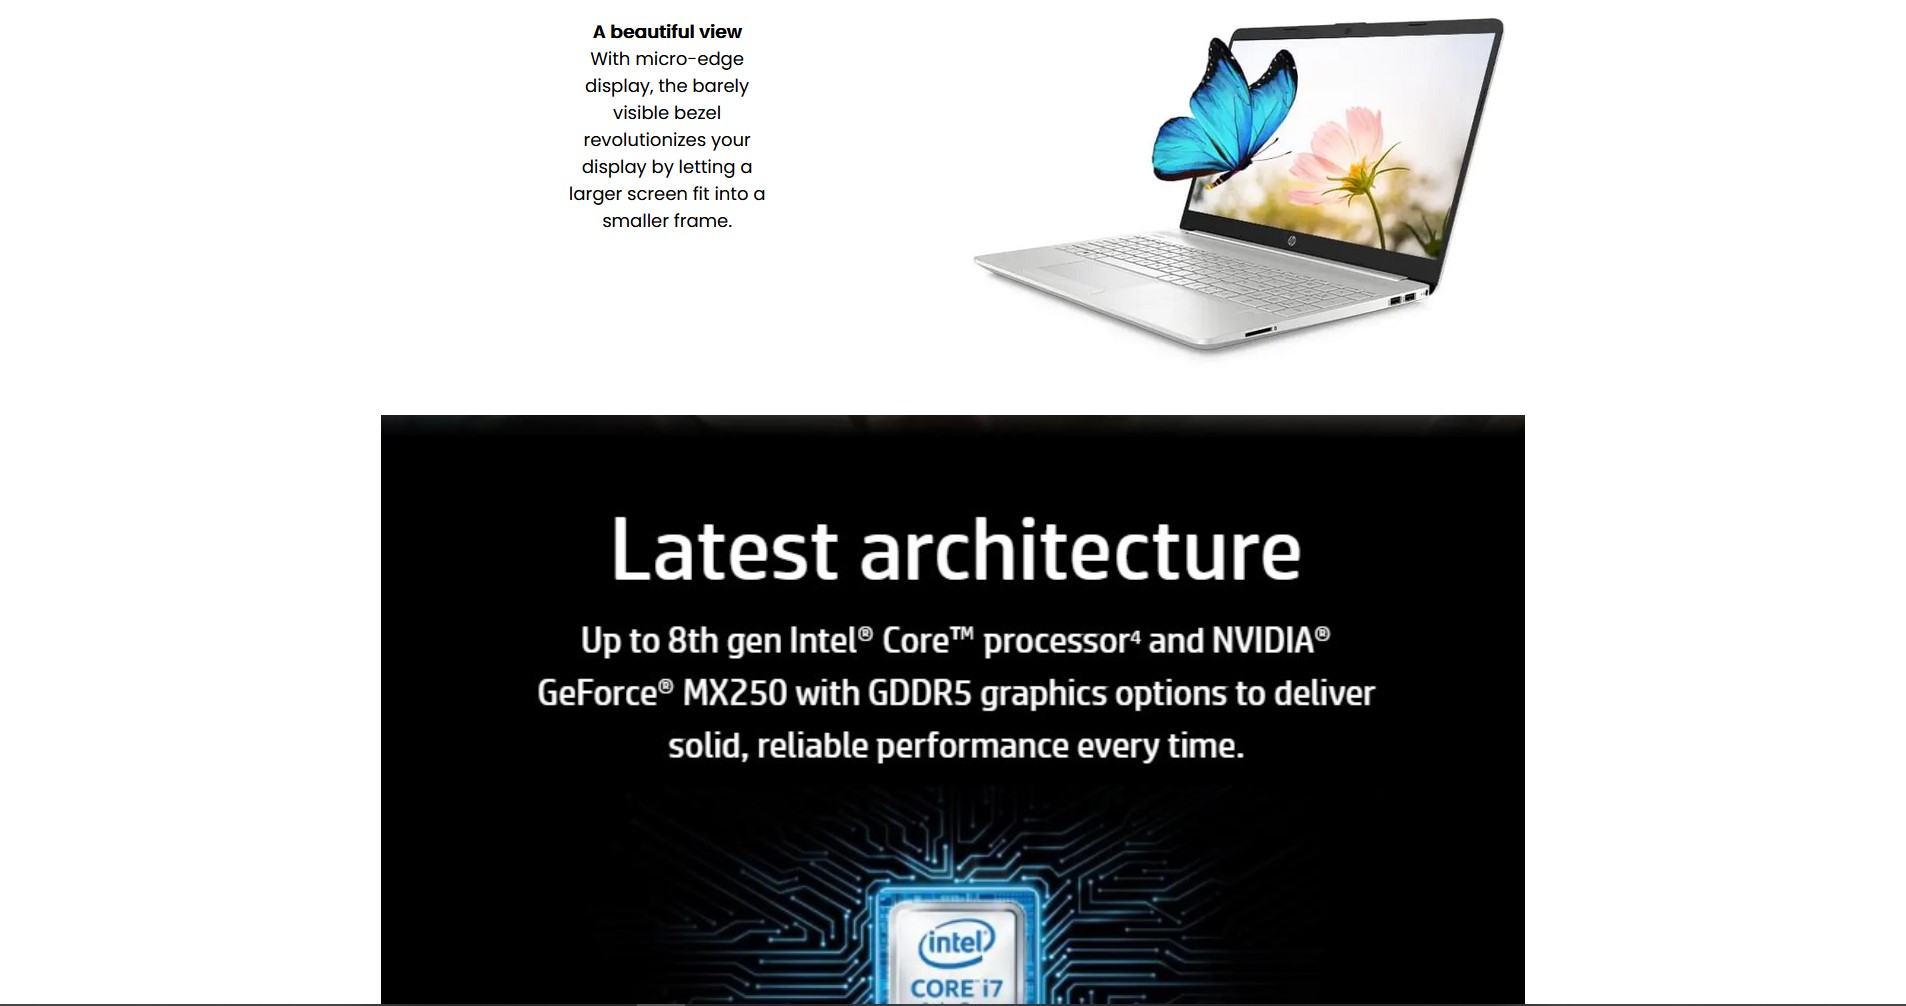 A beautiful view
With micro-edge
display, the barely
visible bezel
revolutionizes your
display by letting a
larger screen fit into a
smaller frame.
hp
Latest architecture
Up to 8th gen Intel® Core™ processor⁴ and NVIDIA®
GeForce® MX250 with GDDR5 graphics options to deliver
solid, reliable performance every time.
intel®
CORE™ i7